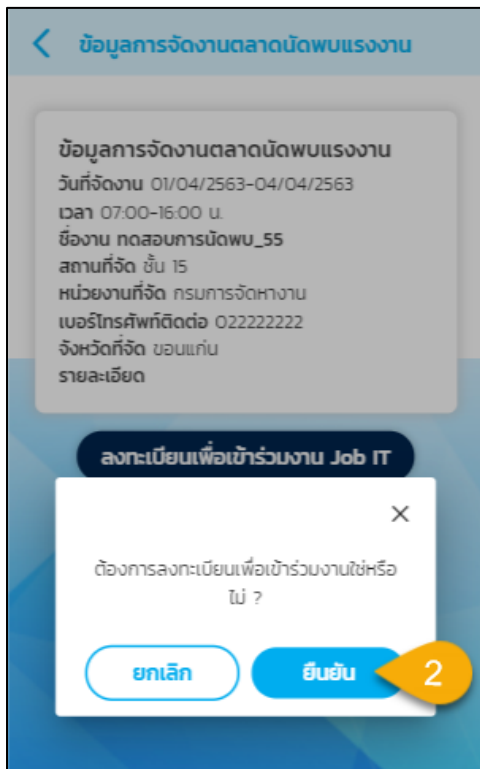 ข้อมูลการจัดงานตลาดนัดพบแรงงาน
ข้อมูลการจัดงานตลาดนัดพบแรงงาน
วันที่จัดงาน 01/04/2563-04/04/2563
เวลา 07:00-16:00 น.
ชื่องาน ทดสอบการนัดพบ_55
สถานที่จัด ชั้น 15
หน่วยงานที่จัด กรมการจัดหางาน
เบอร์โทรศัพท์ติดต่อ 022222222
จังหวัดที่จัด ขอนแก่น
รายละเอียด
ลงทะเบียนเพื่อเข้าร่วมงาน Job IT
ต้องการลงทะเบียนเพื่อเข้าร่วมงานใช่หรือ
ไม่ ?
ยกเลิก ยืนยัน 2